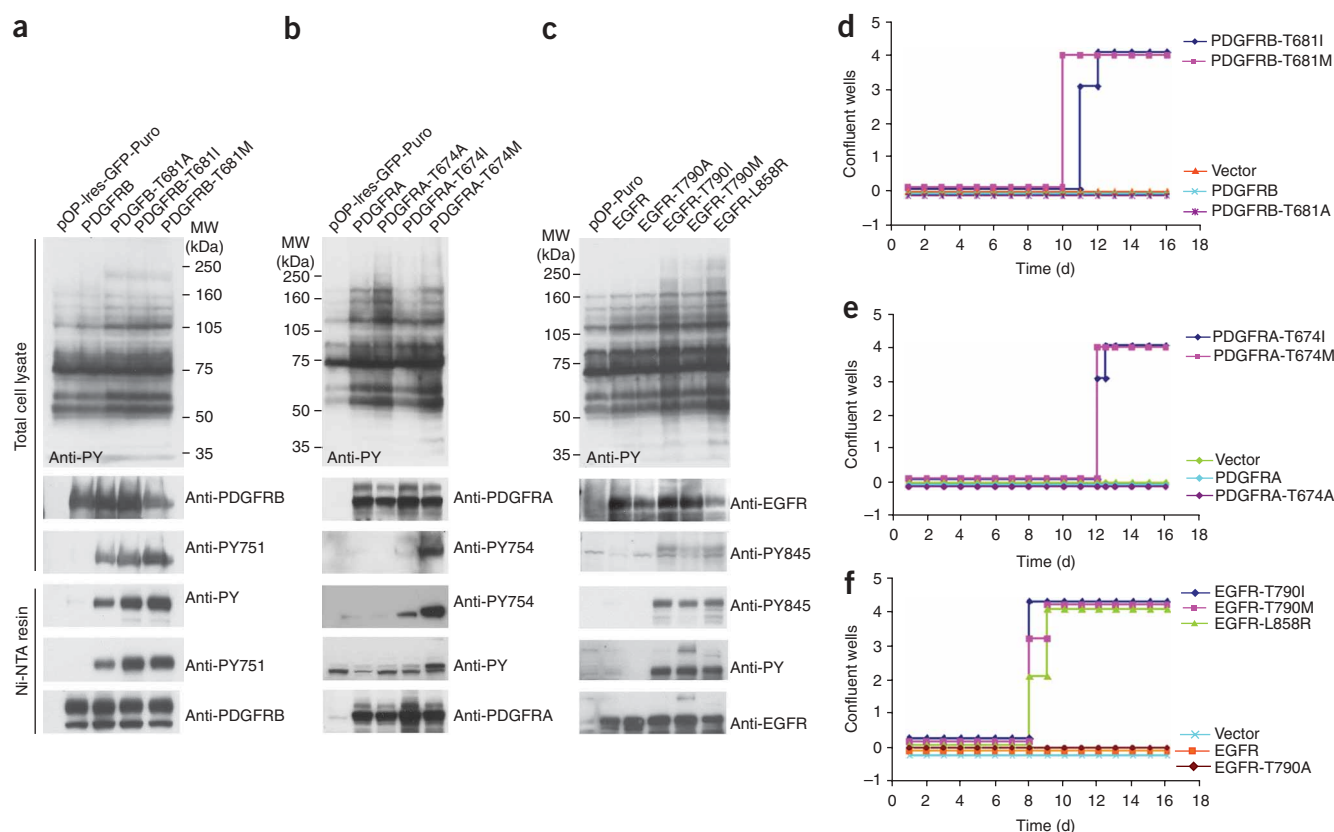 a
pOP-Ires-GFP-Puro
PDGFRB
PDGFB-T681A
PDGFRB-T681I
PDGFRB-T681M
MW
(kDa)
250
160
105
75
50
35
Total cell lysate
Anti-PY
Anti-PDGFRB
Anti-PY751
Ni-NTA resin
Anti-PY
Anti-PY751
Anti-PDGFRB
b
pOP-Ires-GFP-Puro
PDGFRA
PDGFRA-T674A
PDGFRA-T674I
PDGFRA-T674M
MW
(kDa)
250
160
105
75
50
35
Anti-PY
Anti-PDGFRA
Anti-PY754
Anti-PY754
Anti-PY
Anti-PDGFRA
c
pOP-Puro
EGFR
EGFR-T790A
EGFR-T790I
EGFR-T790M
EGFR-L858R
MW
(kDa)
250
160
105
75
50
35
Anti-PY
Anti-EGFR
Anti-PY845
Anti-PY845
Anti-PY
Anti-EGFR
d
Confluent wells
5
4
3
2
1
0
–1
0 2 4 6 8 10 12 14 16 18
Time (d)
PDGFRB-T681I
PDGFRB-T681M
Vector
PDGFRB
PDGFRB-T681A
e
Confluent wells
5
4
3
2
1
0
–1
0 2 4 6 8 10 12 14 16 18
Time (d)
PDGFRA-T674I
PDGFRA-T674M
Vector
PDGFRA
PDGFRA-T674A
f
Confluent wells
5
4
3
2
1
0
–1
0 2 4 6 8 10 12 14 16 18
Time (d)
EGFR-T790I
EGFR-T790M
EGFR-L858R
Vector
EGFR
EGFR-T790A